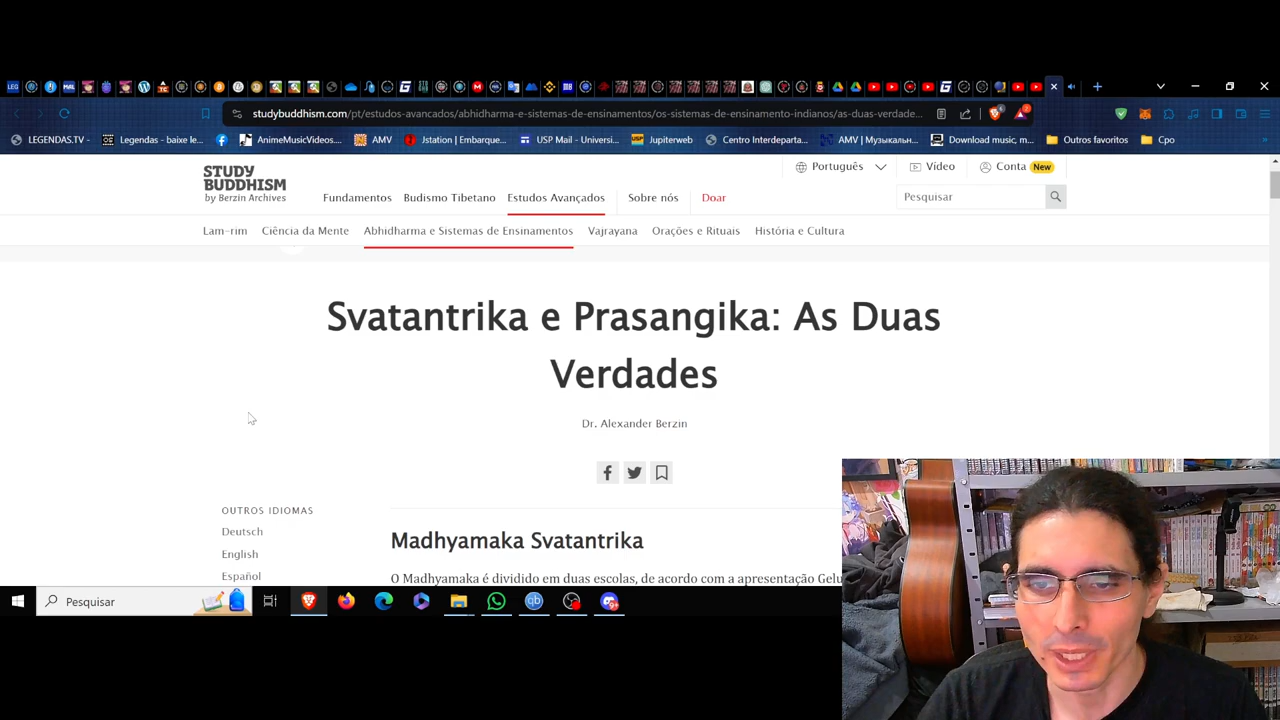 LEG
MAL
studybuddhism.com/pt/estudos-avancados/abhidharma-e-sistemas-de-ensinamentos/os-sistemas-de-ensinamento-indianos/as-duas-verdade...
LEGENDAS.TV -
Legendas - baixe le...
AnimeMusicVideos....
AMV
Jstation | Embarque...
USP Mail - Universi...
Jupiterweb
Centro Interdeparta...
AMV | Музыкальн...
Download music, m...
Outros favoritos
Cpo
STUDY
BUDDHISM
by Berzin Archives
Português
Vídeo
Conta New
Fundamentos
Budismo Tibetano
Estudos Avançados
Sobre nós
Doar
Pesquisar
Lam-rim
Ciência da Mente
Abhidharma e Sistemas de Ensinamentos
Vajrayana
Orações e Rituais
História e Cultura
Svatantrika e Prasangika: As Duas
Verdades
Dr. Alexander Berzin
OUTROS IDIOMAS
Deutsch
English
Español
Madhyamaka Svatantrika
O Madhyamaka é dividido em duas escolas, de acordo com a apresentação Gelu
Pesquisar